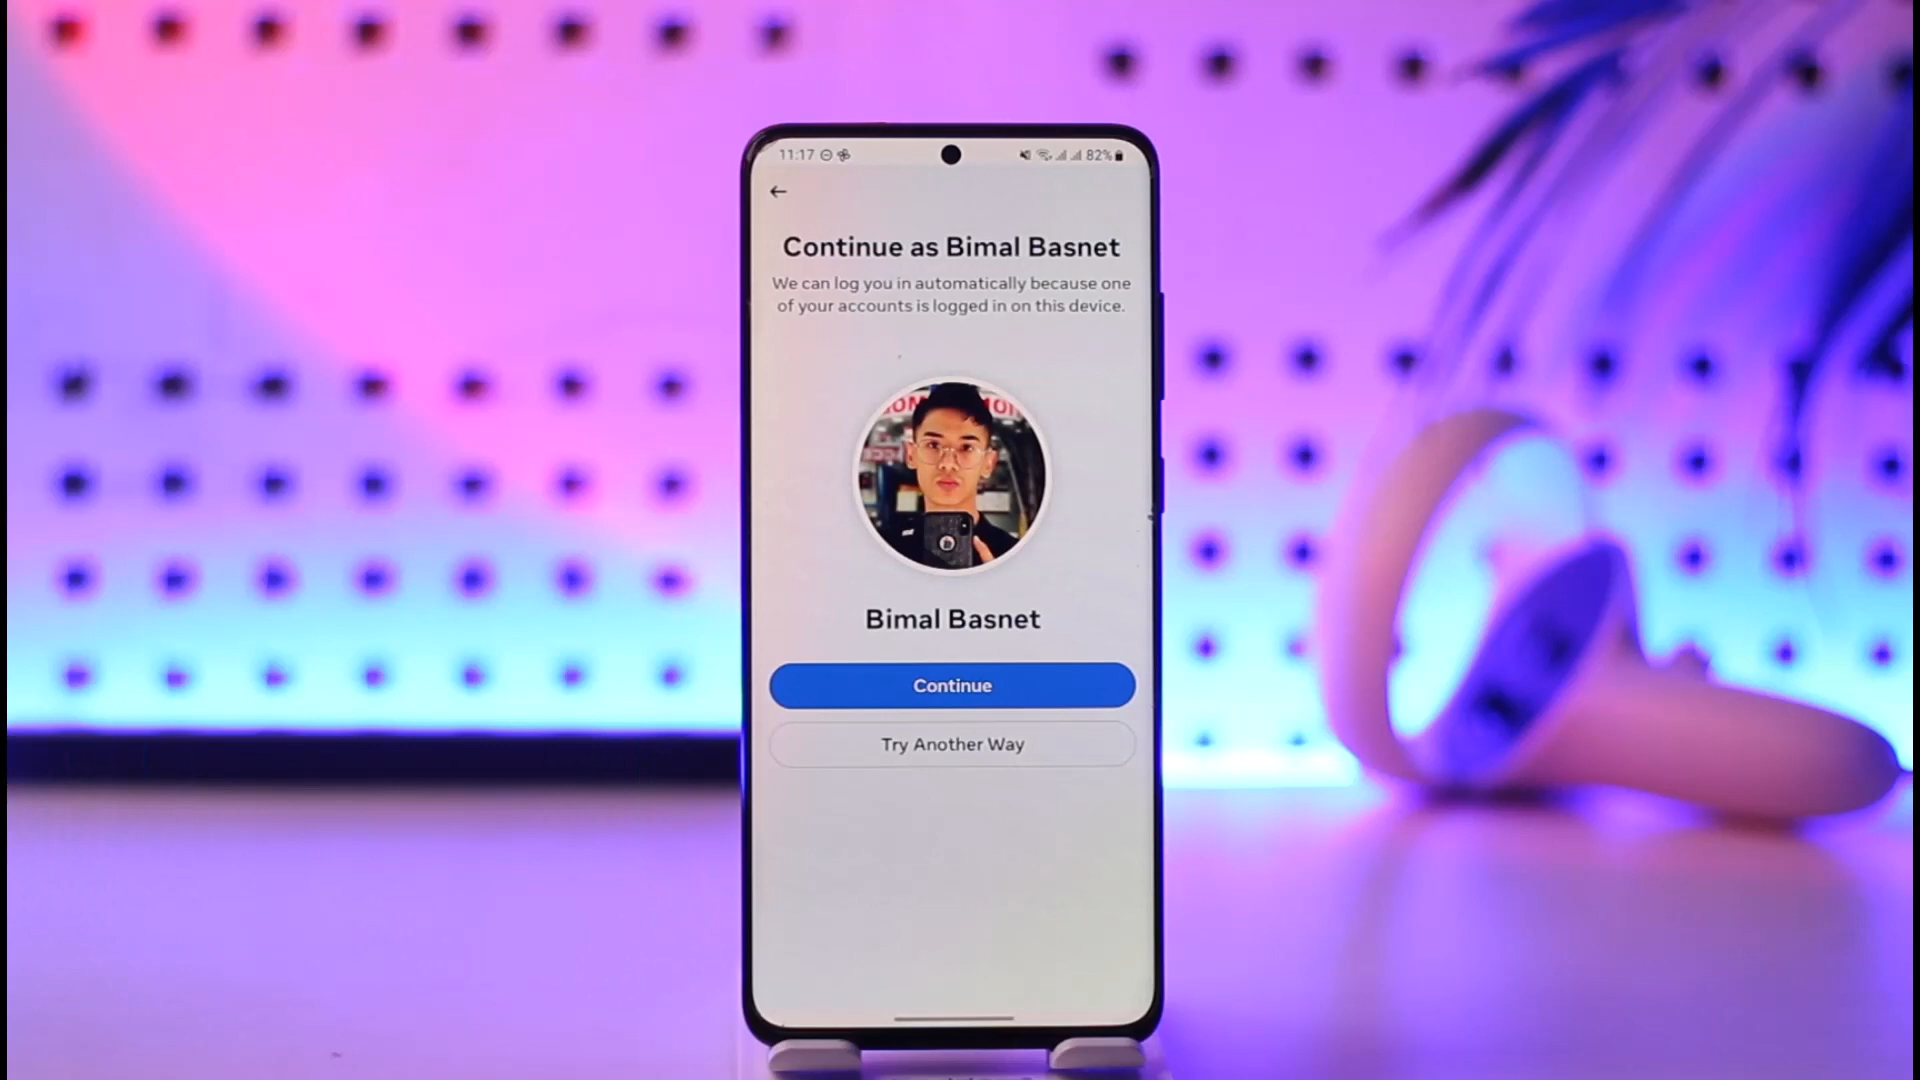 11:17
82%
Continue as Bimal Basnet
We can log you in automatically because one
of your accounts is logged in on this device.
Bimal Basnet
Continue
Try Another Way